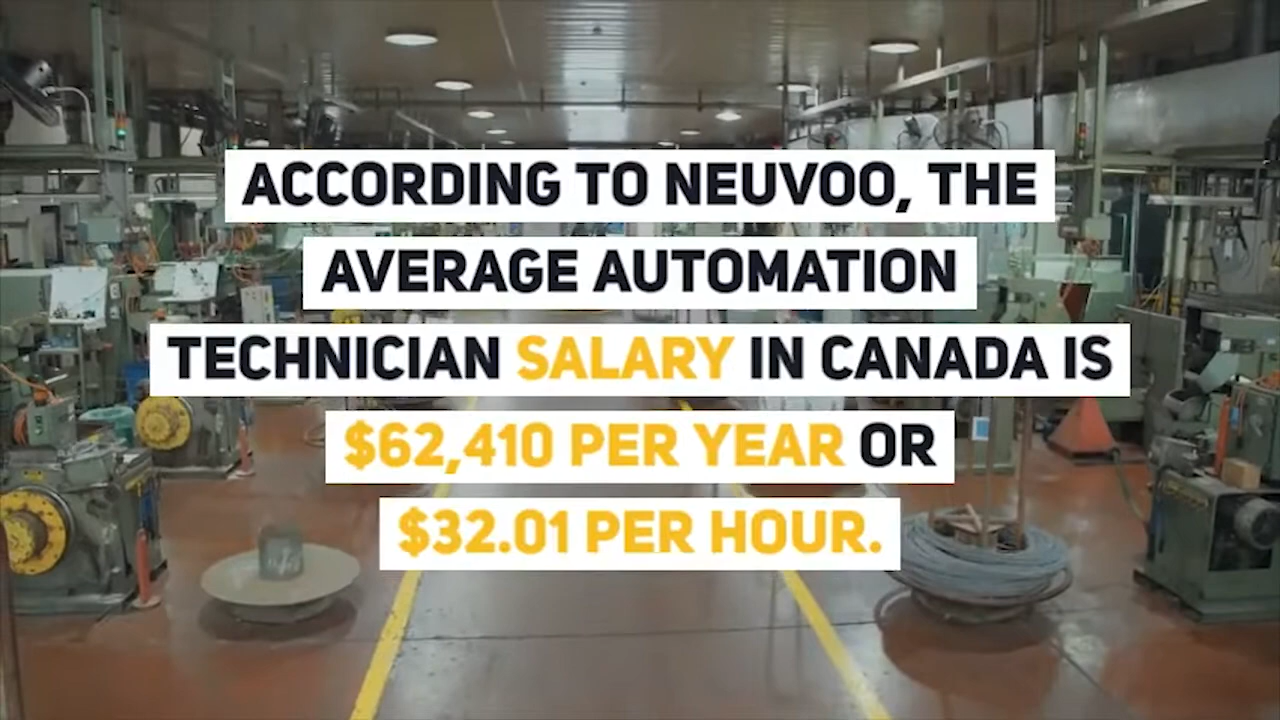 ACCORDING TO NEUVOO, THE
AVERAGE AUTOMATION
TECHNICIAN SALARY IN CANADA IS
$62,410 PER YEAR OR
$32.01 PER HOUR.